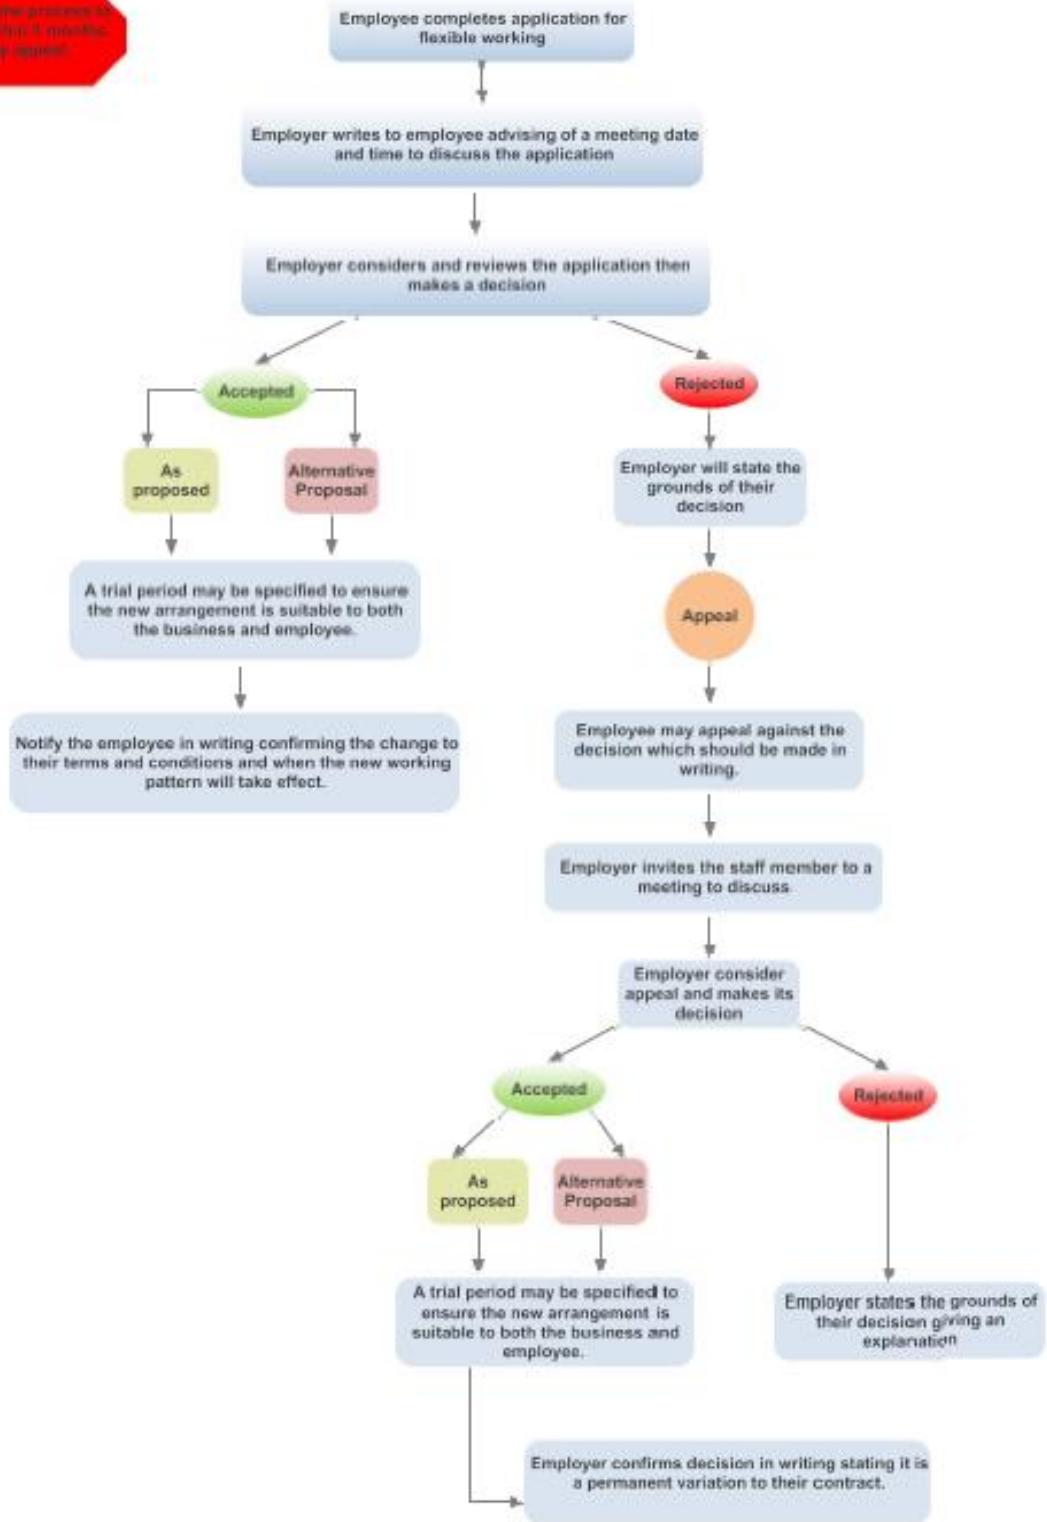 the process to
months
appeal.
Employee completes application for
flexible working
Employer writes to employee advising of a meeting date
and time to discuss the application
Employer considers and reviews the application then
makes a decision
Accepted
Rejected
As
proposed
Alternative
Proposal
Employer will state the
grounds of their
decision
A trial period may be specified to ensure
the new arrangement is suitable to both
the business and employee.
Appeal
Notify the employee in writing confirming the change to
their terms and conditions and when the new working
pattern will take effect.
Employee may appeal against the
decision which should be made in
writing.
Employer invites the staff member to a
meeting to discuss
Employer consider
appeal and makes its
decision
Accepted
Rejected
As
proposed
Alternative
Proposal
A trial period may be specified to
ensure the new arrangement is
suitable to both the business and
employee.
Employer states the grounds of
their decision giving an
explanation
Employer confirms decision in writing stating it is
a permanent variation to their contract.